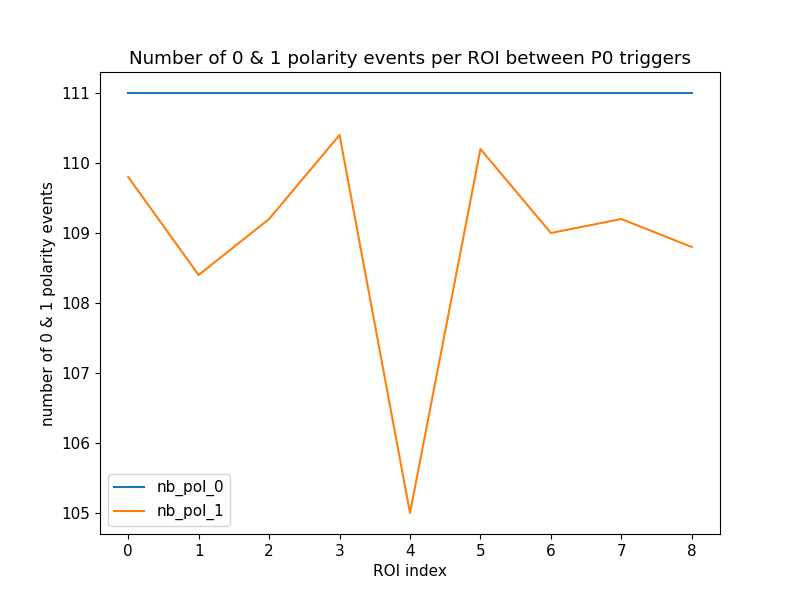 Number of 0 & 1 polarity events per ROI between P0 triggers
111
110
109
108
107
106
105
number of 0 & 1 polarity events
nb_pol_0
nb_pol_1
0 1 2 3 4 5 6 7 8
ROI index